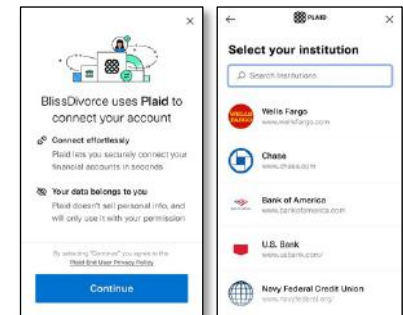 BlissDivorce uses Plaid to
connect your account
Connect effortlessly
Plaid lets you securely connect your
financial accounts in seconds
Your data belongs to you
Plaid doesn't sell personal info, and
will only use it with your permission
By selecting "Continue" you agree to the
Plaid End User Privacy Policy
Continue
PLAID
Select your institution
Search Institutions
WELLS FARGO
Wells Fargo
www.wellsfargo.com
Chase
www.chase.com
Bank of America
www.bankofamerica.com
U.S. Bank
www.usbank.com/
Navy Federal Credit Union
www.navyfederal.org/